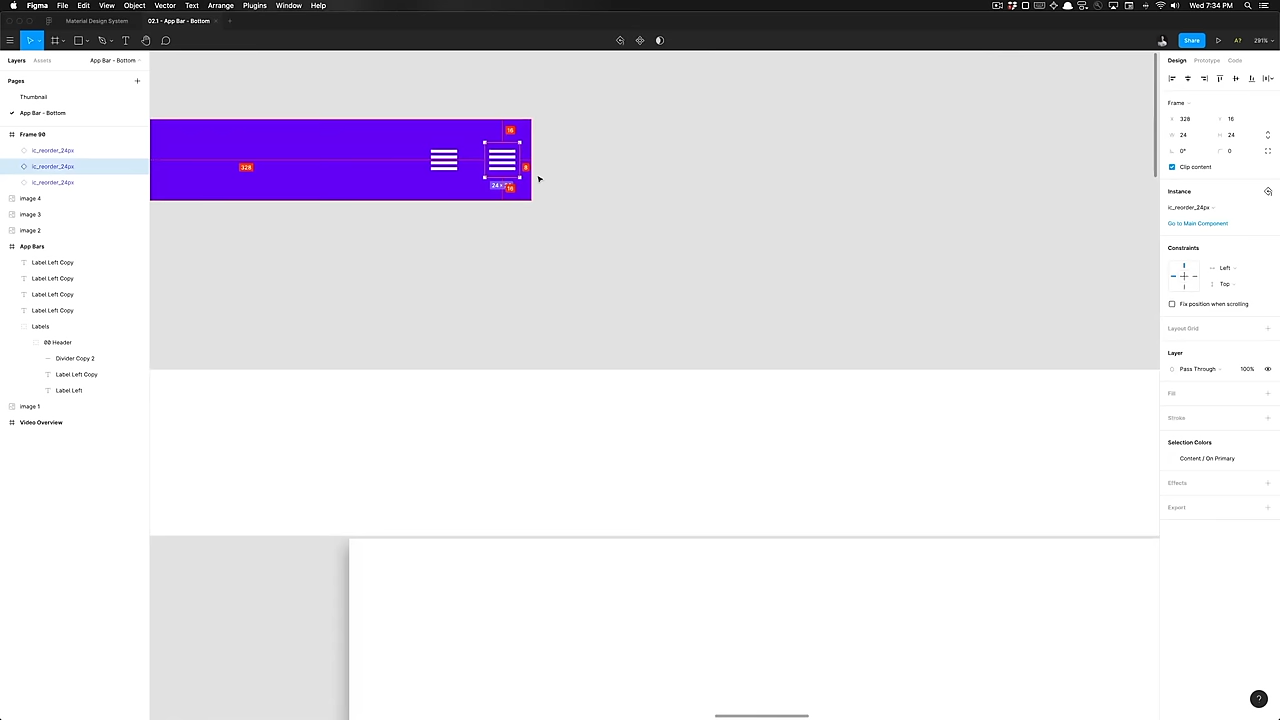 Figma File Edit View Object Vector Text Arrange Plugins Window Help
Wed 7:34 PM
Material Design System
02.1 - App Bar - Bottom
Share
A?
291%
Layers Assets
App Bar - Bottom
Pages
Thumbnail
App Bar - Bottom
Frame 90
ic_reorder_24px
ic_reorder_24px
ic_reorder_24px
image 4
image 3
image 2
App Bars
Label Left Copy
Label Left Copy
Label Left Copy
Label Left Copy
Labels
00 Header
Divider Copy 2
Label Left Copy
Label Left
image 1
Video Overview
16
328
8
16
Design Prototype Code
Frame
X 328 Y 16
W 24 H 24
0° 0
Clip content
Instance
ic_reorder_24px
Go to Main Component
Constraints
Left
Top
Fix position when scrolling
Layout Grid
Layer
Pass Through 100%
Fill
Stroke
Selection Colors
Content / On Primary
Effects
Export
?